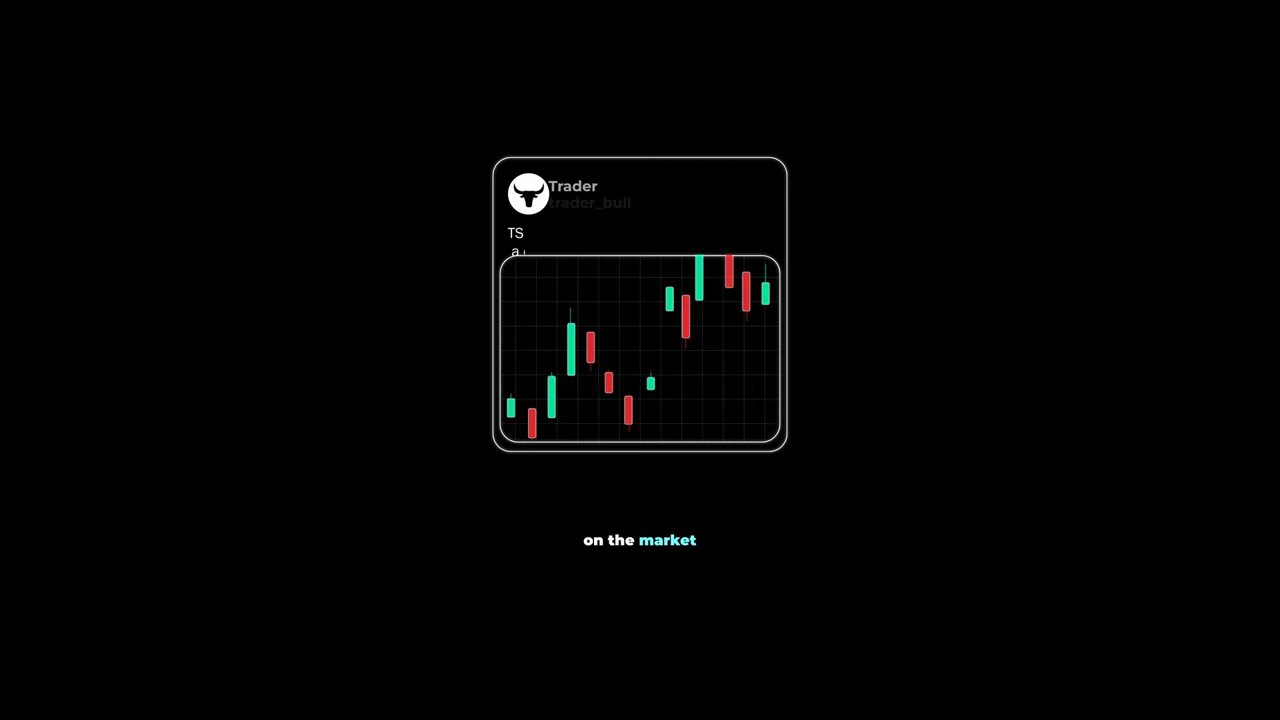 Trader
trader_bull
TS
a
on the market